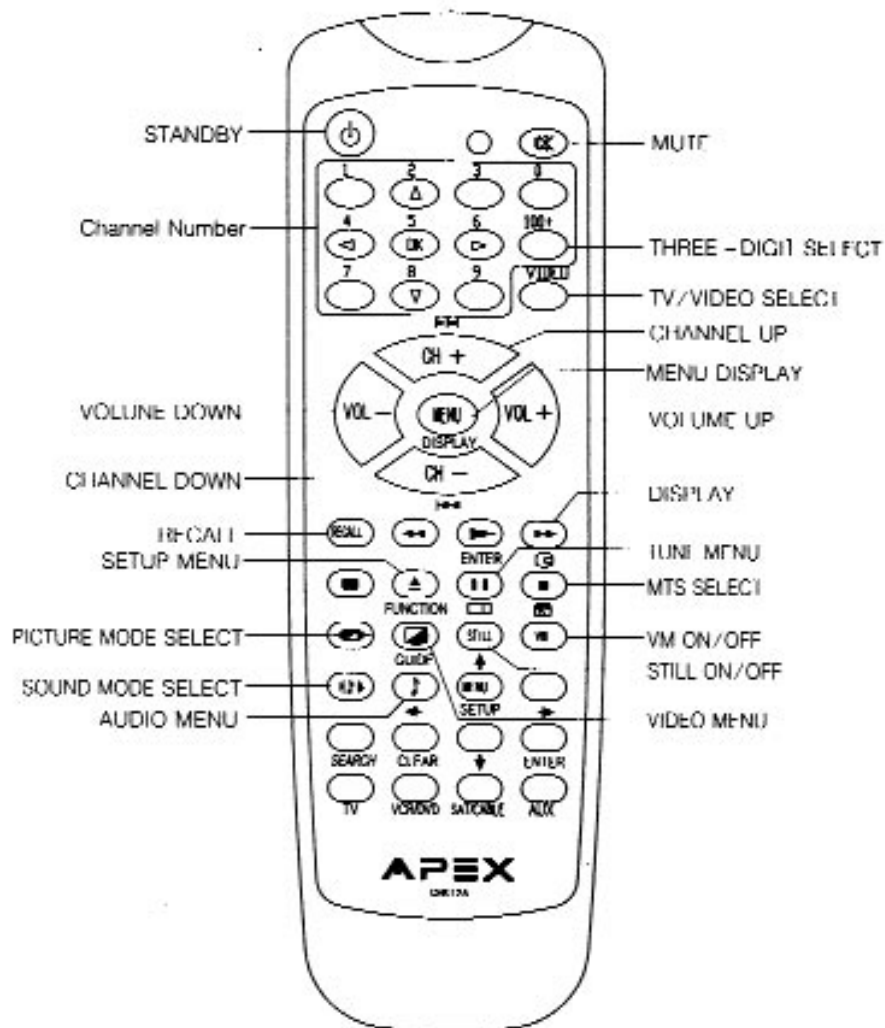 STANDBY
MUTE
1 2 3 0
Channel Number
4 5 6 100+
OK
THREE-DIGIT SELECT
7 8 9 VIDEO
TV/VIDEO SELECT
CHANNEL UP
CH +
MENU DISPLAY
VOLUNE DOWN
VOL - MENU VOL +
VOLUME UP
DISPLAY
CH -
CHANNEL DOWN
DISPLAY
RECALL
RECALL
ENTER
TUNE MENU
SETUP MENU
MTS SELECT
FUNCTION
PICTURE MODE SELECT
STILL VM
VM ON/OFF
GUIDE
STILL ON/OFF
SOUND MODE SELECT
MENU
AUDIO MENU
SETUP
VIDEO MENU
SEARCH CLEAR ENTER
TV VCR/DVD SAT/CABLE AUX
APEX